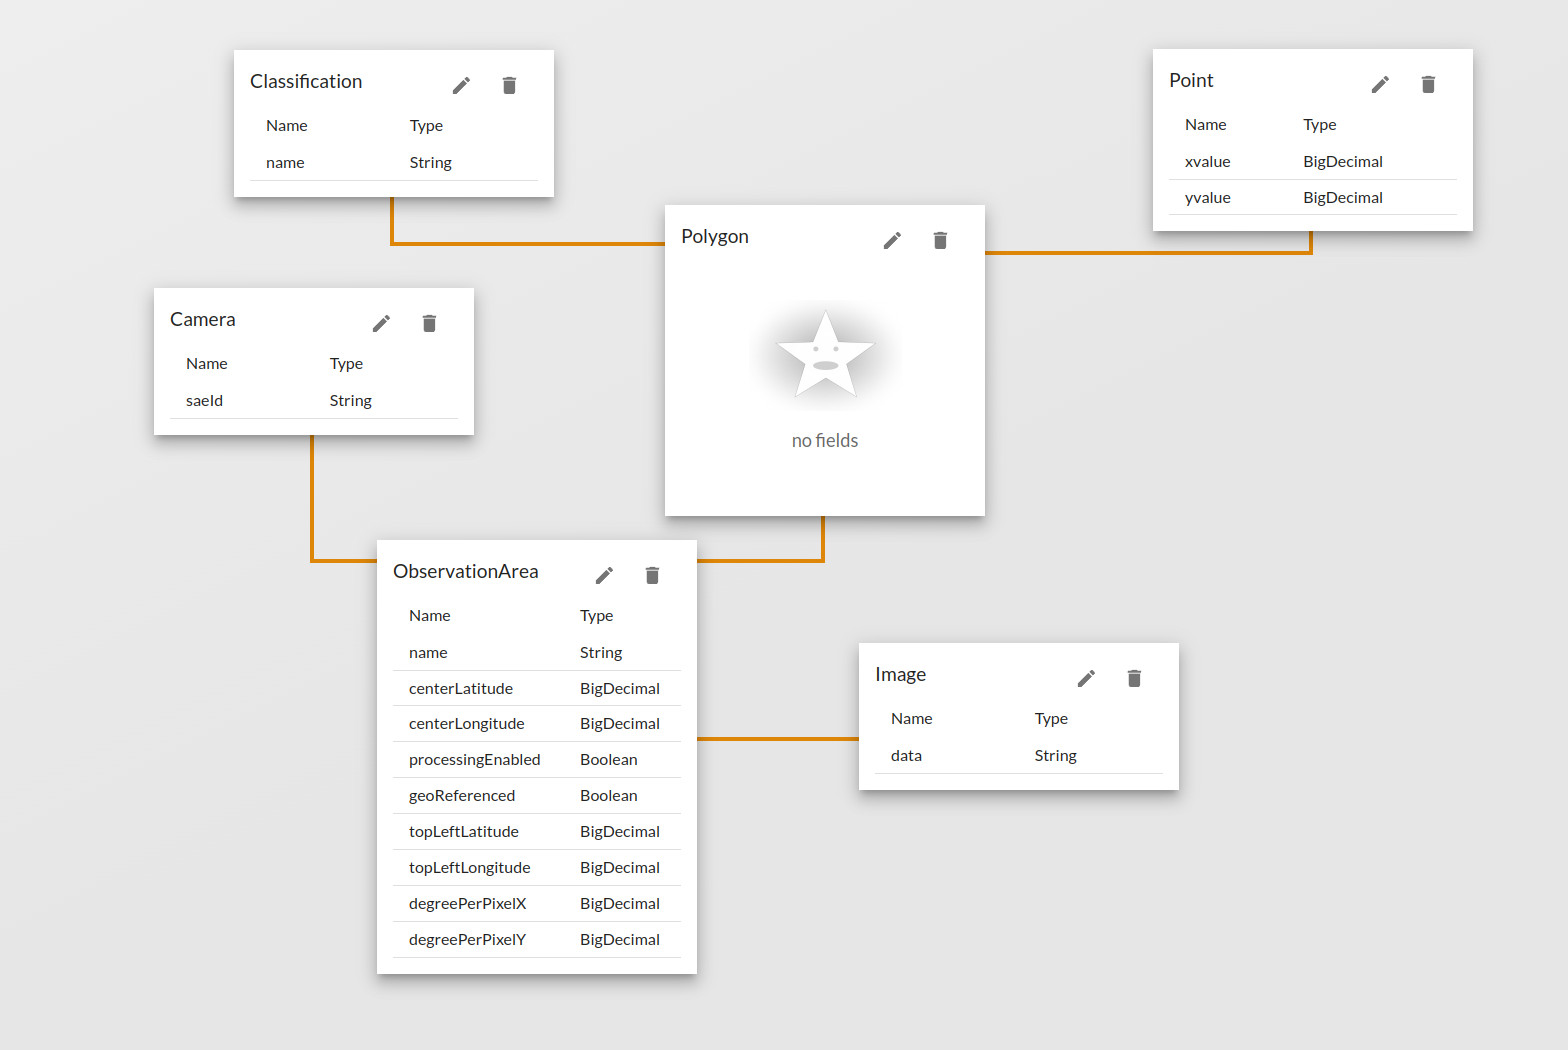 Classification
Name Type
name String
Point
Name Type
xvalue BigDecimal
yvalue BigDecimal
Polygon
no fields
Camera
Name Type
saeId String
ObservationArea
Name Type
name String
centerLatitude BigDecimal
centerLongitude BigDecimal
processingEnabled Boolean
geoReferenced Boolean
topLeftLatitude BigDecimal
topLeftLongitude BigDecimal
degreePerPixelX BigDecimal
degreePerPixelY BigDecimal
Image
Name Type
data String